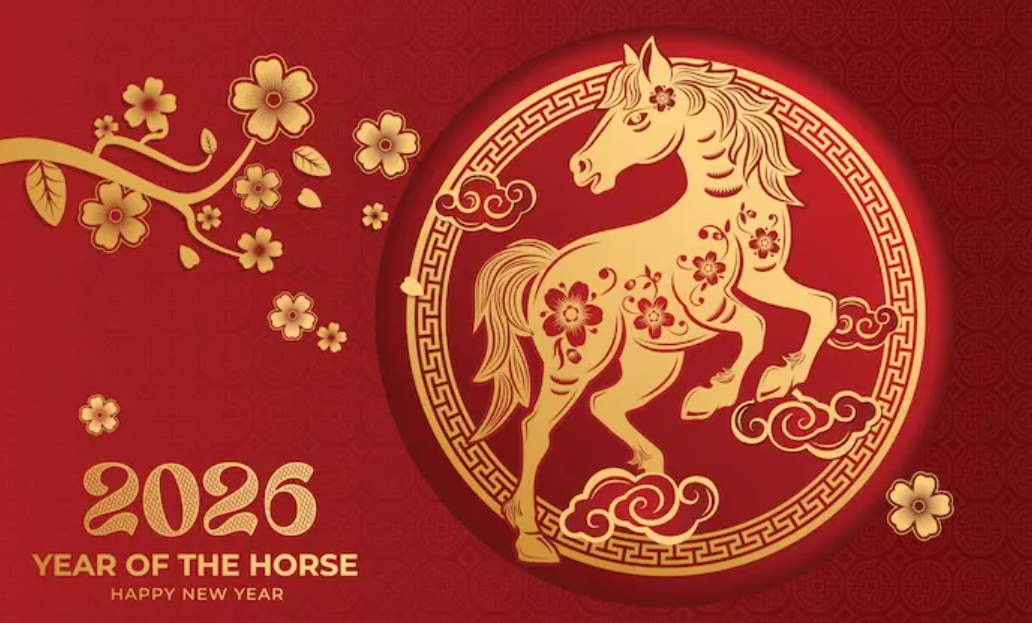 2026
YEAR OF THE HORSE
HAPPY NEW YEAR